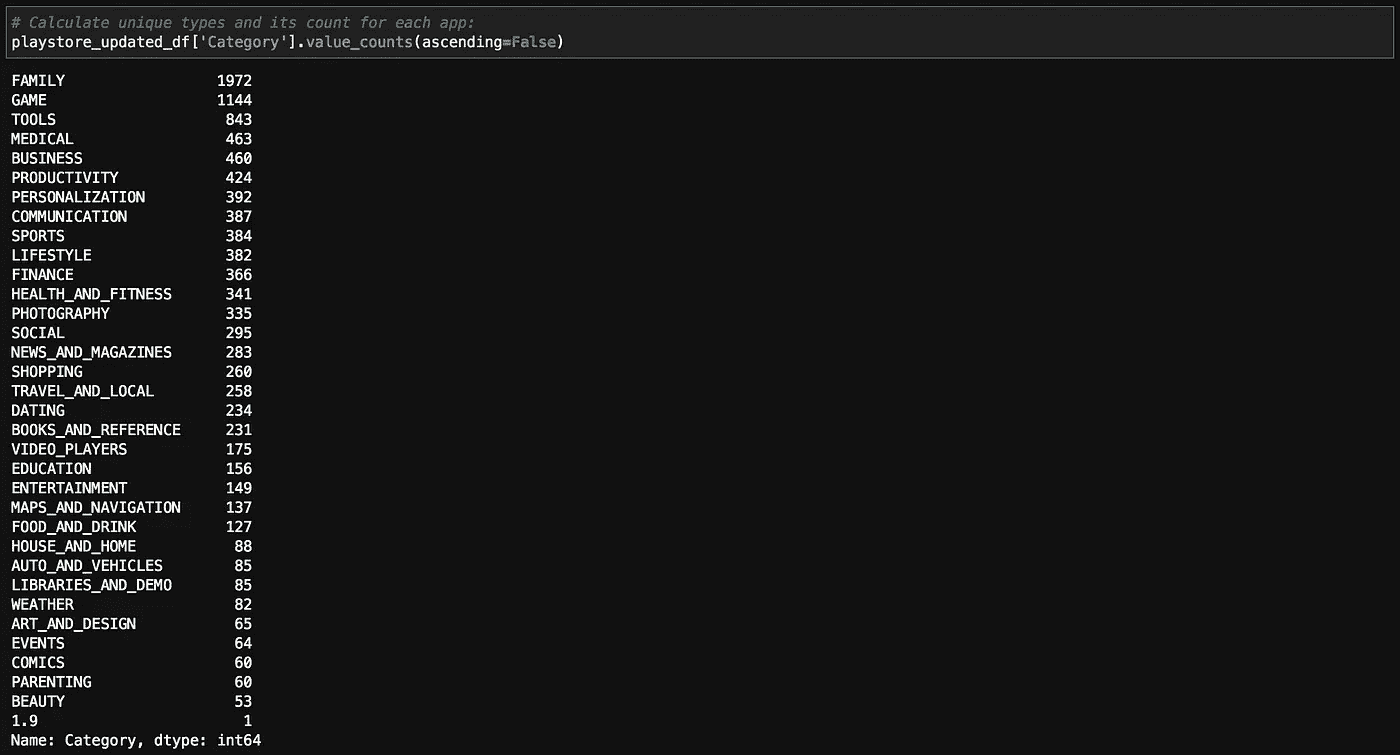 # Calculate unique types and its count for each app:
playstore_updated_df['Category'].value_counts(ascending=False)
FAMILY 1972
GAME 1144
TOOLS 843
MEDICAL 463
BUSINESS 460
PRODUCTIVITY 424
PERSONALIZATION 392
COMMUNICATION 387
SPORTS 384
LIFESTYLE 382
FINANCE 366
HEALTH_AND_FITNESS 341
PHOTOGRAPHY 335
SOCIAL 295
NEWS_AND_MAGAZINES 283
SHOPPING 260
TRAVEL_AND_LOCAL 258
DATING 234
BOOKS_AND_REFERENCE 231
VIDEO_PLAYERS 175
EDUCATION 156
ENTERTAINMENT 149
MAPS_AND_NAVIGATION 137
FOOD_AND_DRINK 127
HOUSE_AND_HOME 88
AUTO_AND_VEHICLES 85
LIBRARIES_AND_DEMO 85
WEATHER 82
ART_AND_DESIGN 65
EVENTS 64
COMICS 60
PARENTING 60
BEAUTY 53
1.9 1
Name: Category, dtype: int64